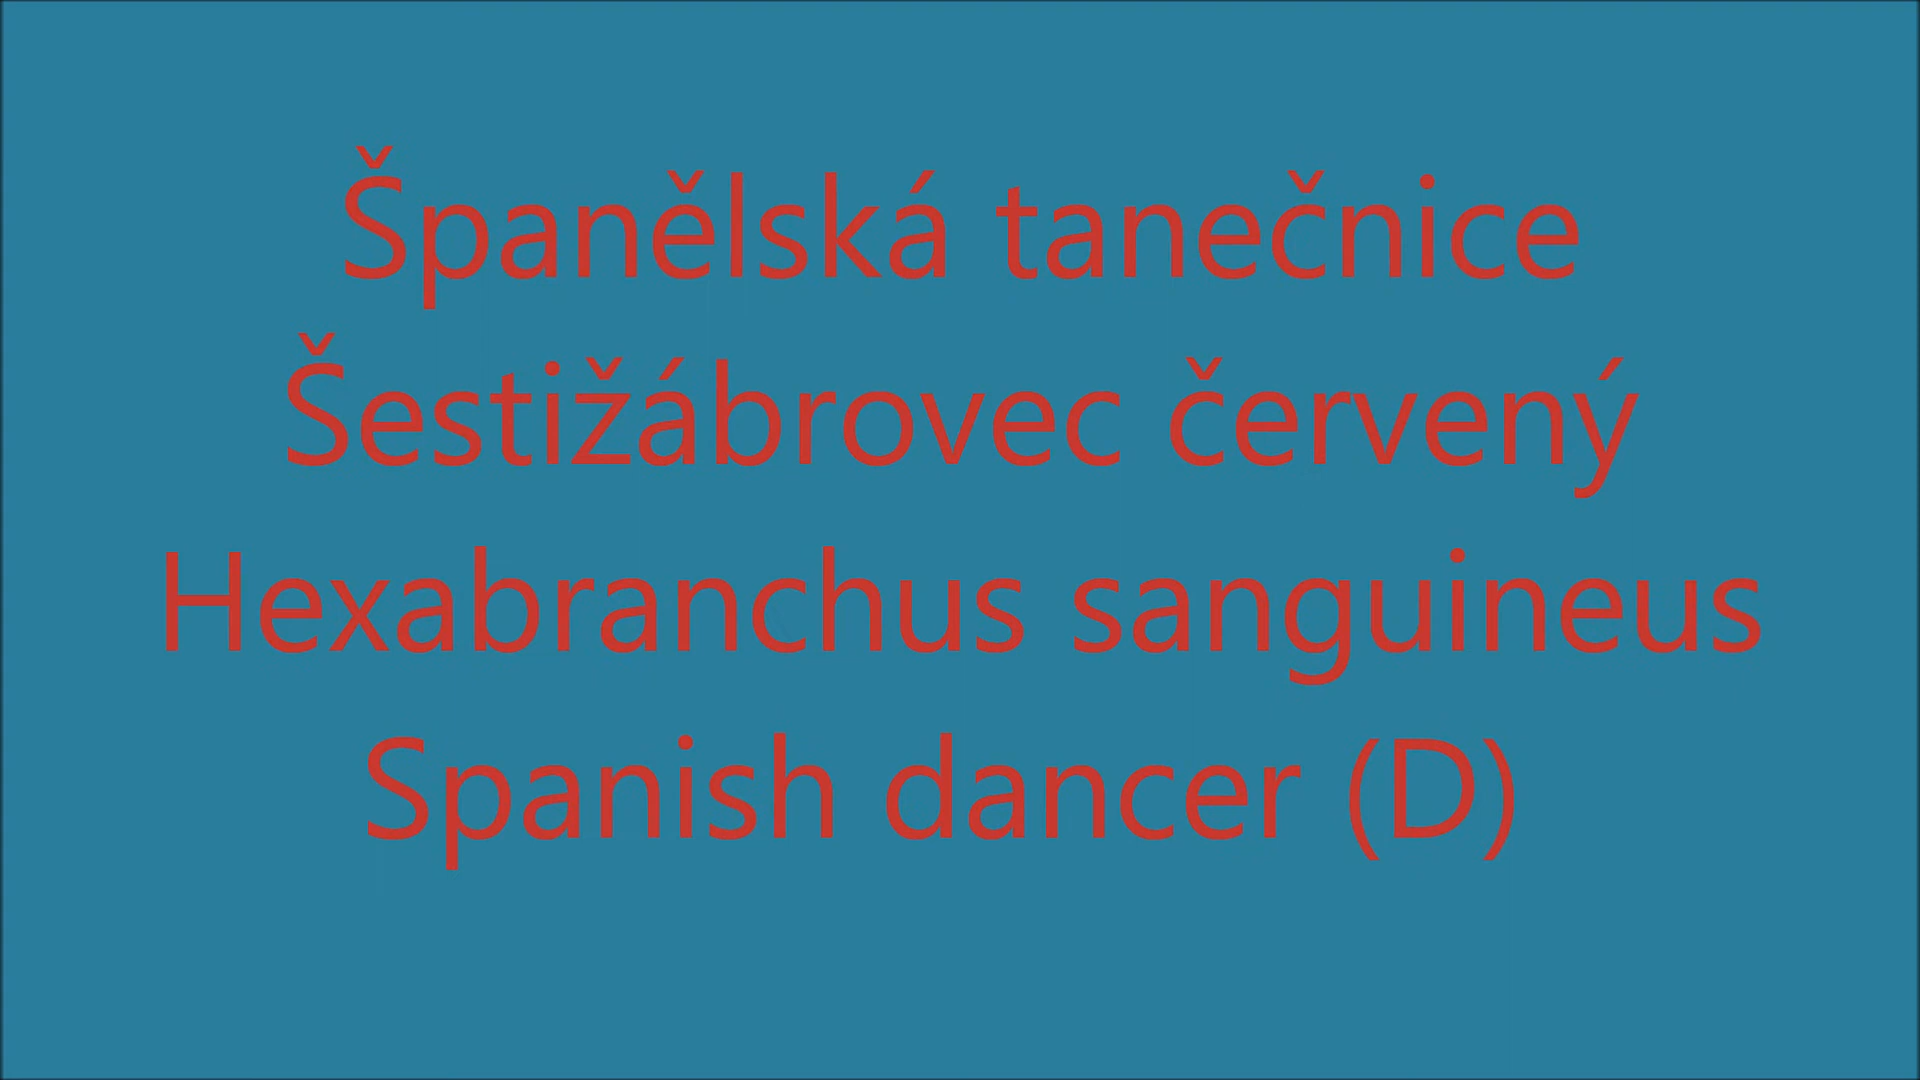 Španělská tanečnice
Šestižábrovec červený
Hexabranchus sanguineus
Spanish dancer (D)